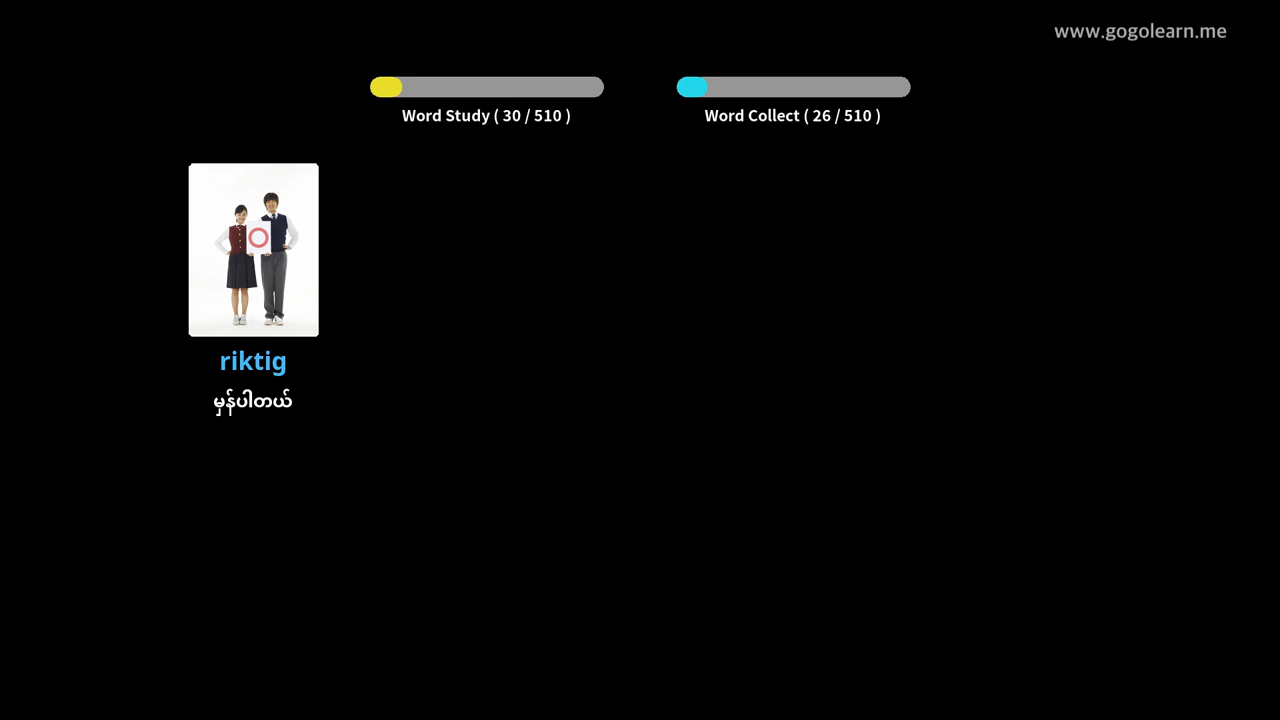 www.gogolearn.me
Word Study ( 30 / 510 )
Word Collect ( 26 / 510 )
riktig
မှန်ပါတယ်